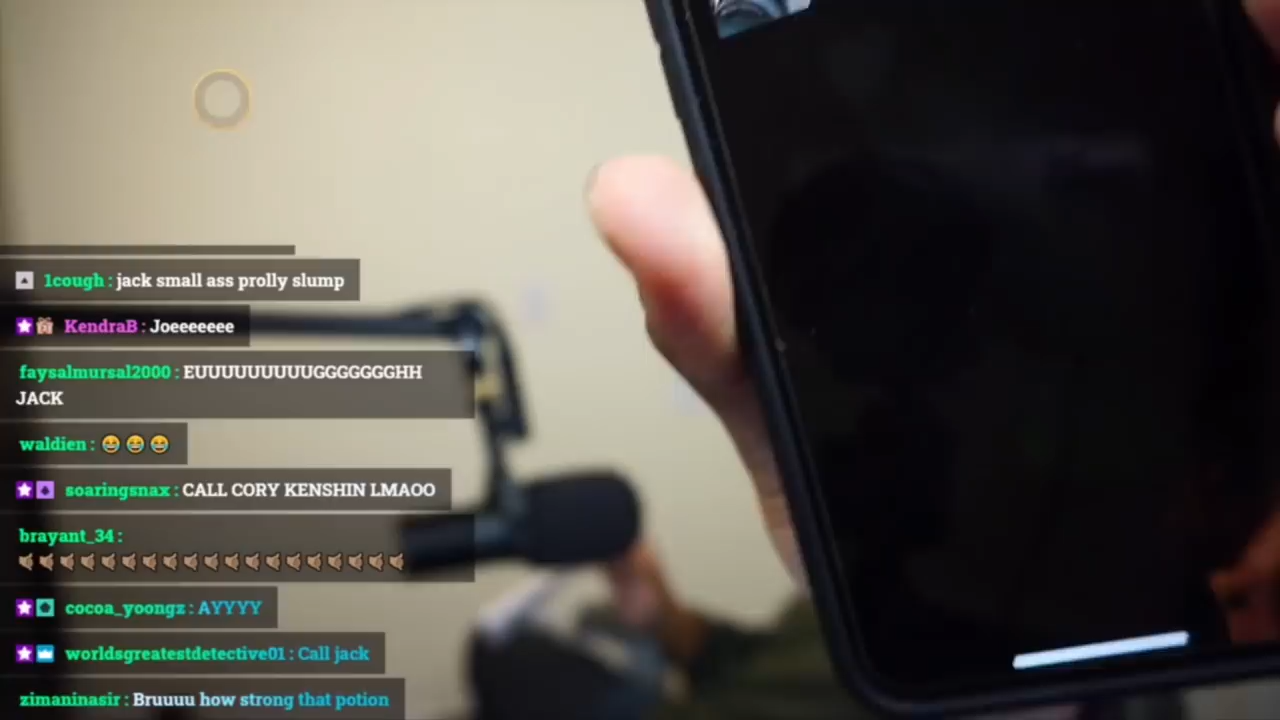 1cough : jack small ass prolly slump
KendraB : Joeeeeeee
faysalmursal2000 : EUUUUUUUUUGGGGGGGHH
JACK
waldien : 😂 😂 😂
soaringsnax : CALL CORY KENSHIN LMAOO
brayant_34 :
🤙🏽🤙🏽🤙🏽🤙🏽🤙🏽🤙🏽🤙🏽🤙🏽🤙🏽🤙🏽🤙🏽🤙🏽🤙🏽🤙🏽🤙🏽🤙🏽🤙🏽🤙🏽🤙🏽
cocoa_yoongz : AYYYY
worldsgreatestdetective01 : Call jack
zimaninasir : Bruuuu how strong that potion